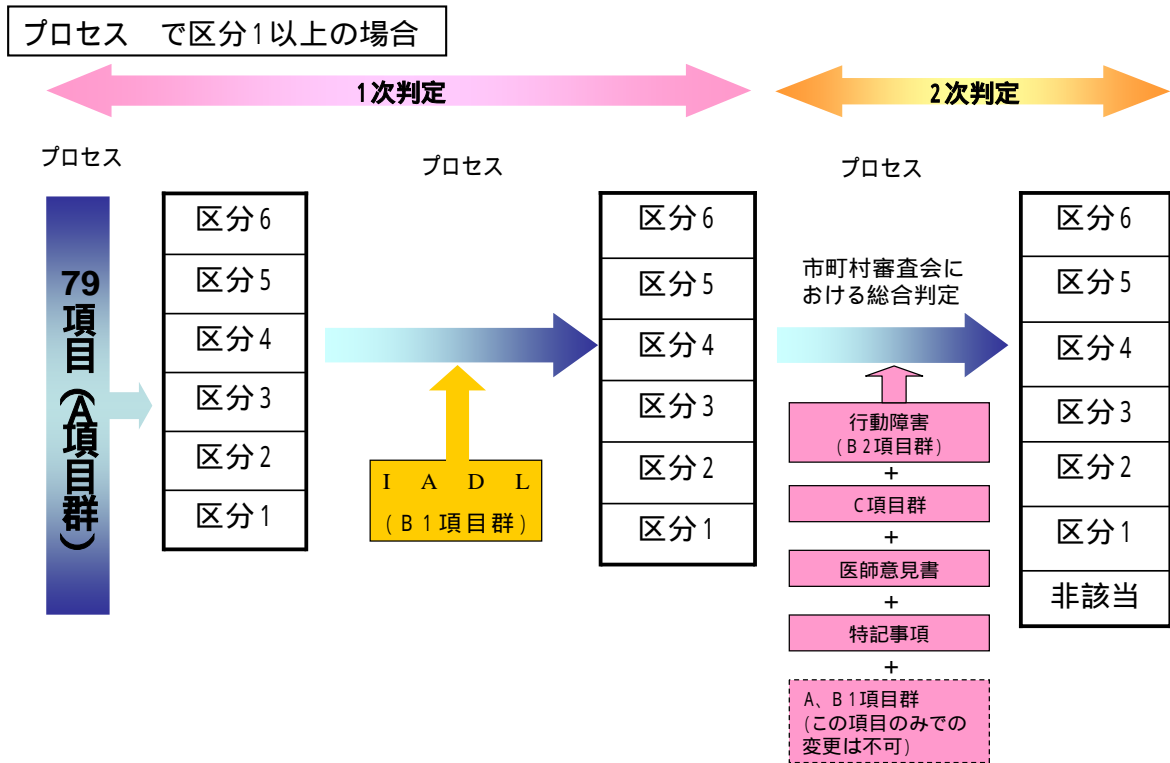 プロセス　で区分1以上の場合
1次判定
2次判定
プロセス
プロセス
プロセス
79項目(A項目群)
区分6
区分5
区分4
区分3
区分2
区分1
I A D L
(B1項目群)
区分6
区分5
区分4
区分3
区分2
区分1
市町村審査会に
おける総合判定
行動障害
(B2項目群)
+
C項目群
+
医師意見書
+
特記事項
+
A、B1項目群
(この項目のみでの
変更は不可)
区分6
区分5
区分4
区分3
区分2
区分1
非該当